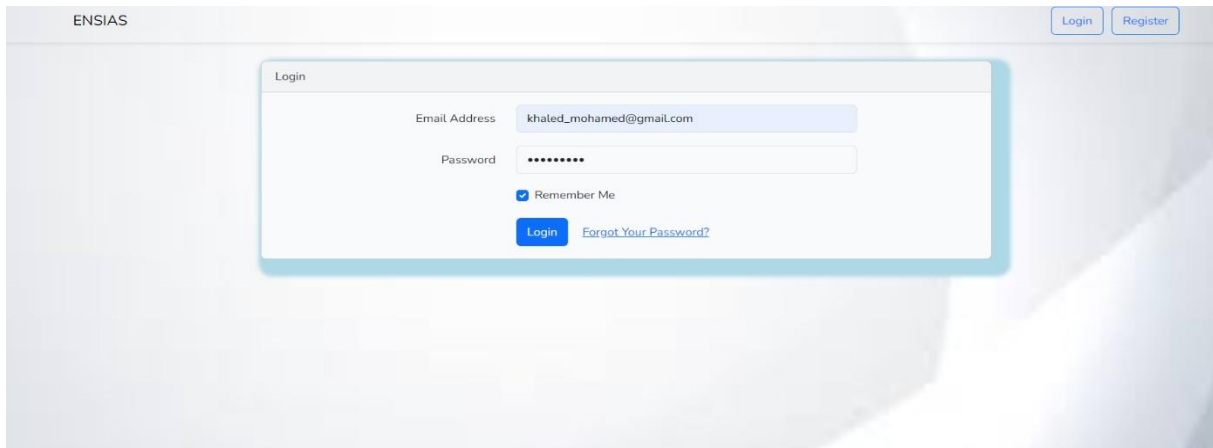 ENSIAS Login Register
Login
Email Address khaled_mohamed@gmail.com
Password •••••••••
Remember Me
Login Forgot Your Password?